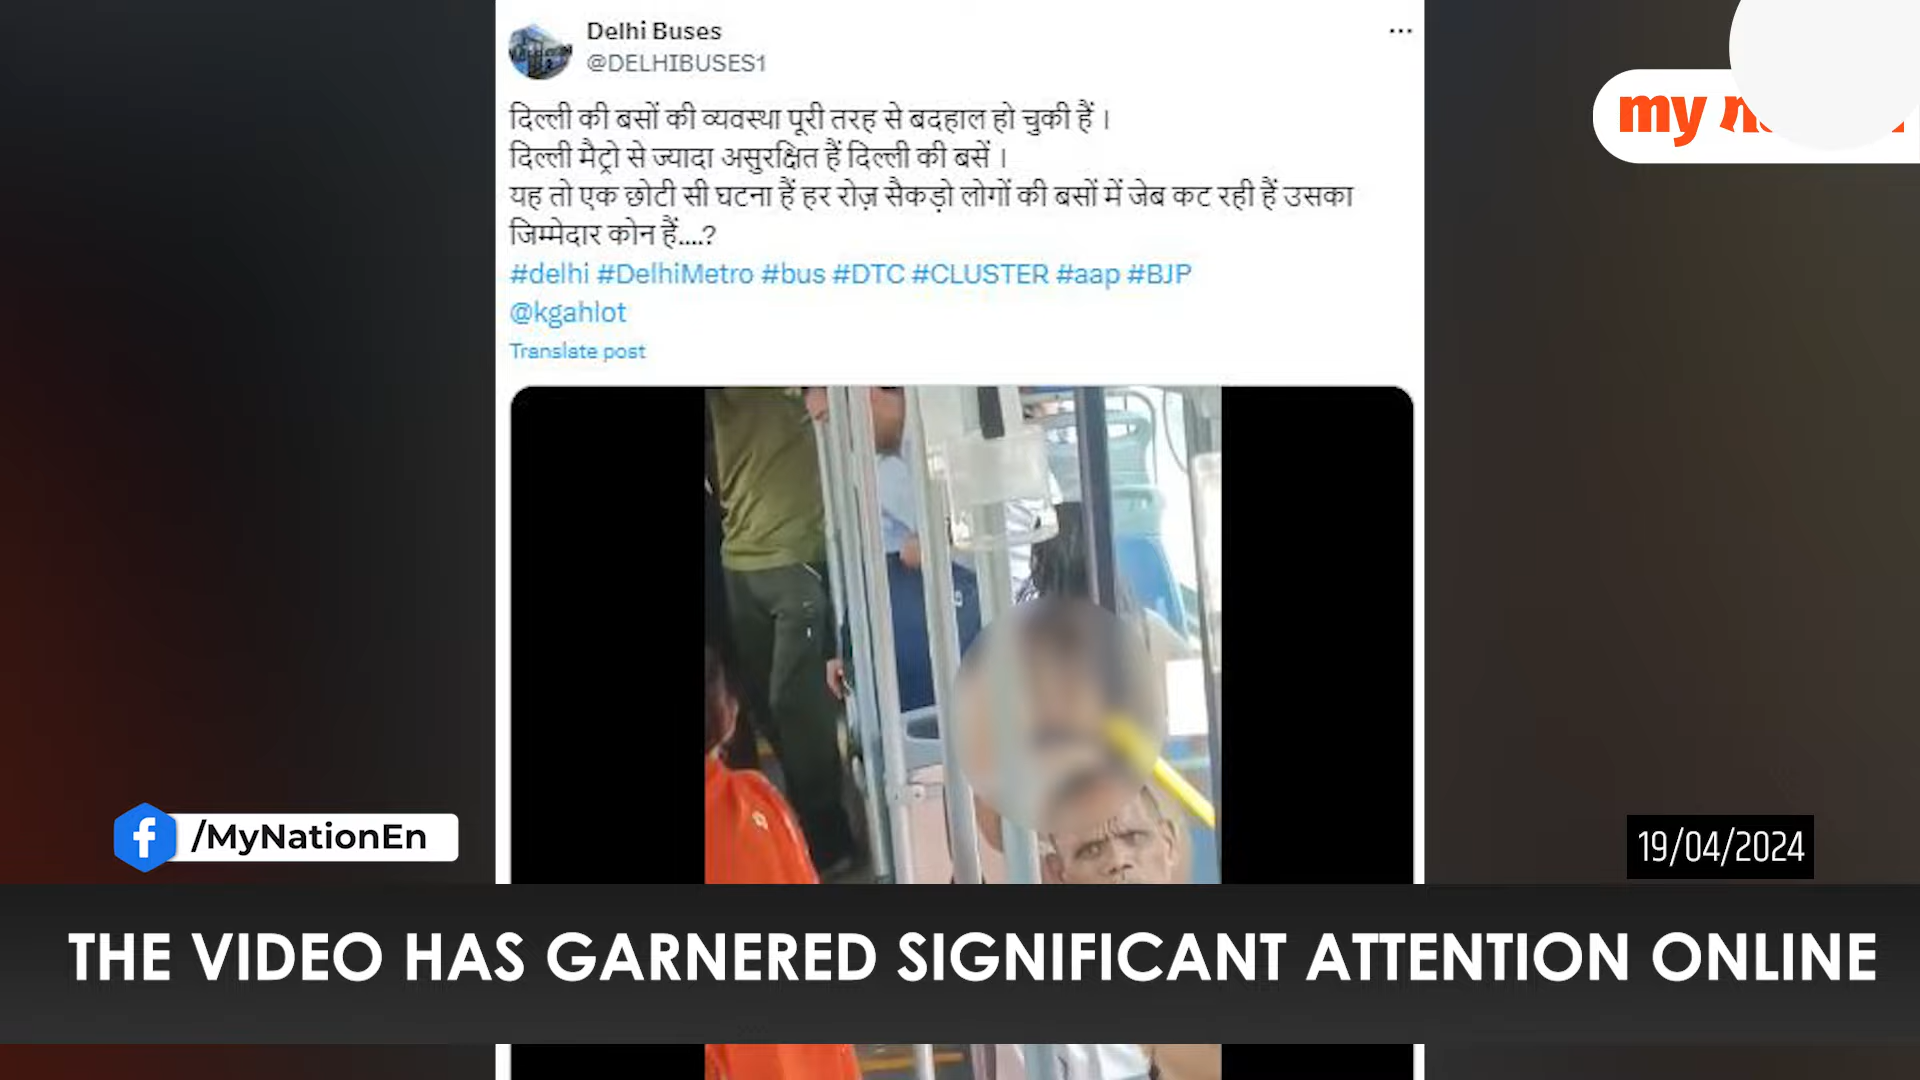 Delhi Buses
@DELHIBUSES1
my
दिल्ली की बसों की व्यवस्था पूरी तरह से बदहाल हो चुकी हैं ।
दिल्ली मैट्रो से ज्यादा असुरक्षित हैं दिल्ली की बसें ।
यह तो एक छोटी सी घटना हैं हर रोज़ सैकड़ो लोगों की बसों में जेब कट रही हैं उसका
जिम्मेदार कोन हैं....?
#delhi #DelhiMetro #bus #DTC #CLUSTER #aap #BJP
@kgahlot
Translate post
/MyNationEn
19/04/2024
THE VIDEO HAS GARNERED SIGNIFICANT ATTENTION ONLINE